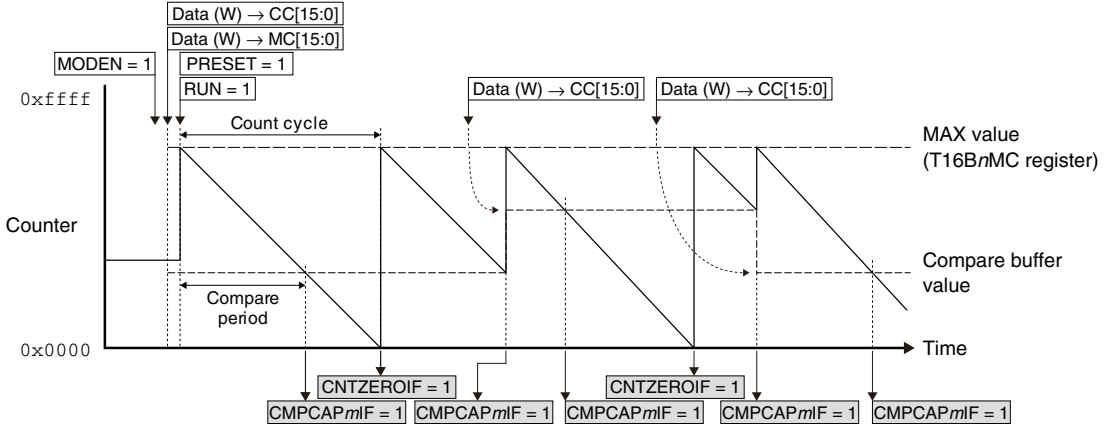 Data (W) → CC[15:0]
Data (W) → MC[15:0]
MODEN = 1
PRESET = 1
RUN = 1
Data (W) → CC[15:0]
Data (W) → CC[15:0]
0xffff
Count cycle
MAX value
(T16BnMC register)
Counter
Compare buffer
value
Compare
period
0x0000
Time
CNTZEROIF = 1
CNTZEROIF = 1
CMPCAPmIF = 1
CMPCAPmIF = 1
CMPCAPmIF = 1
CMPCAPmIF = 1
CMPCAPmIF = 1